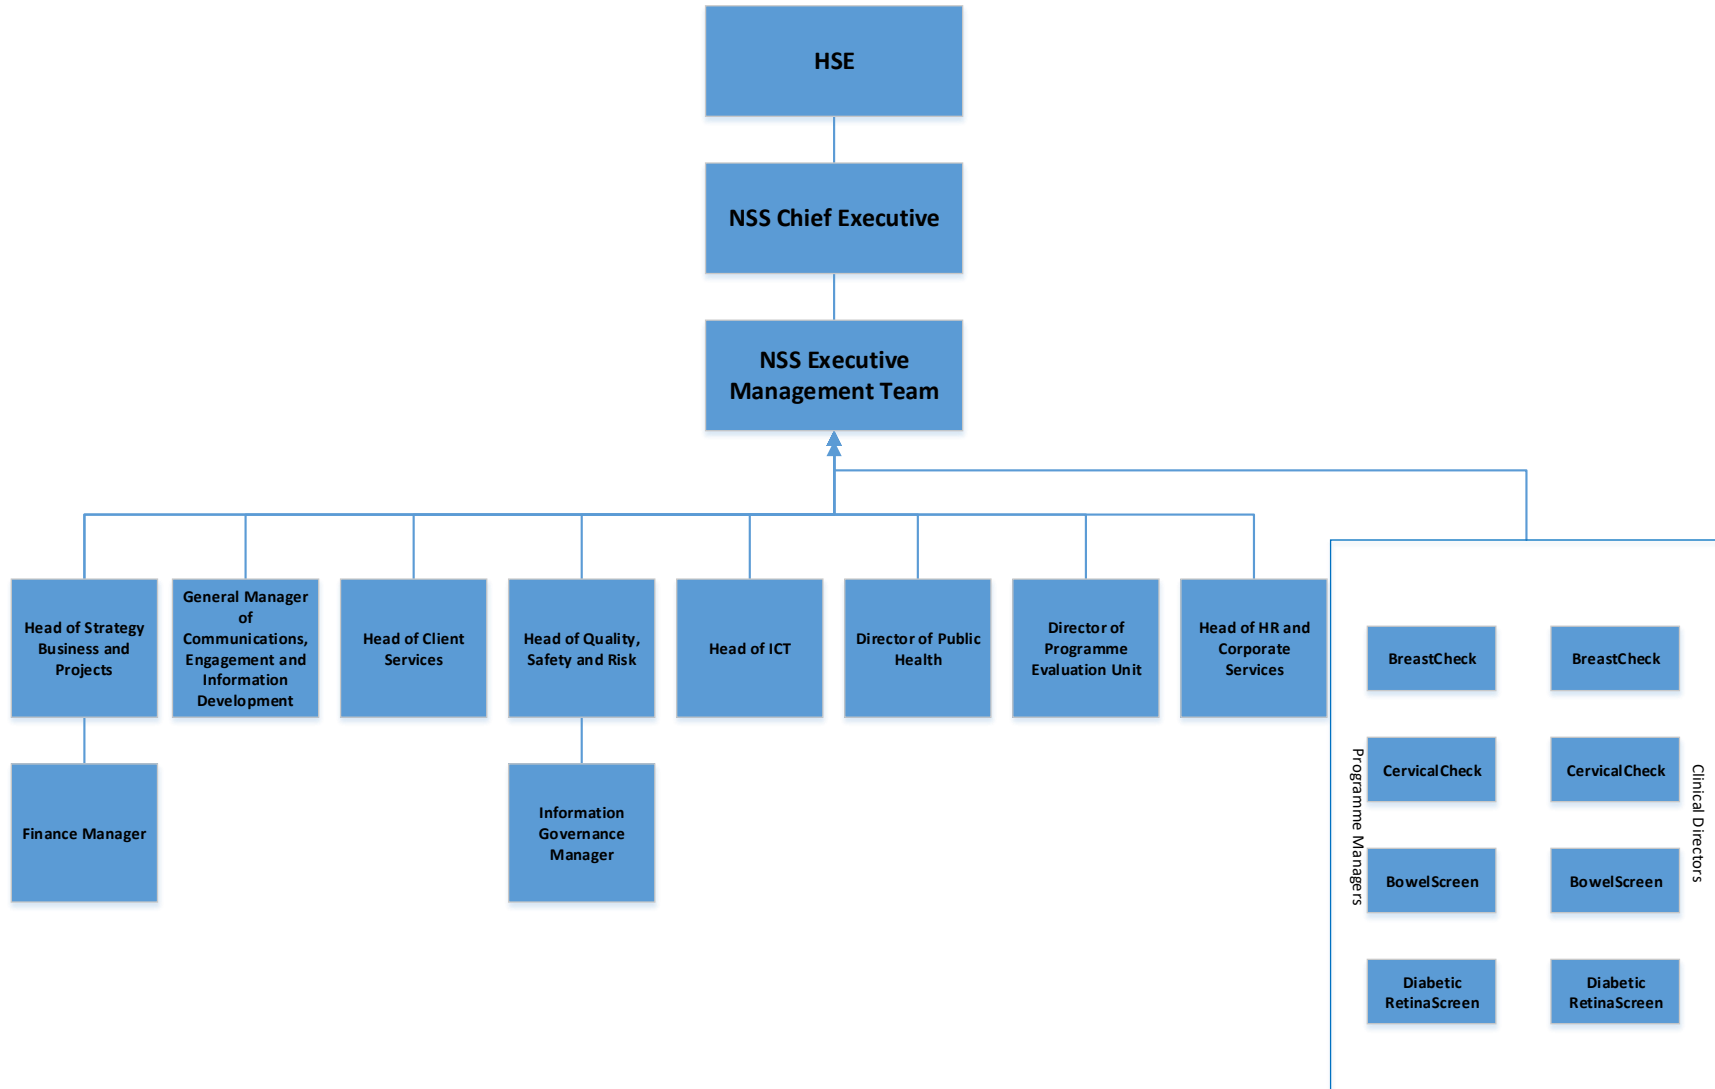 HSE
NSS Chief Executive
NSS Executive
Management Team
Head of Strategy
Business and
Projects
General Manager
of
Communications,
Engagement and
Information
Development
Head of Client
Services
Head of Quality,
Safety and Risk
Head of ICT
Director of Public
Health
Director of
Programme
Evaluation Unit
Head of HR and
Corporate
Services
Finance Manager
Information
Governance
Manager
Programme Managers
BreastCheck
CervicalCheck
BowelScreen
Diabetic
RetinaScreen
BreastCheck
CervicalCheck
BowelScreen
Diabetic
RetinaScreen
Clinical Directors